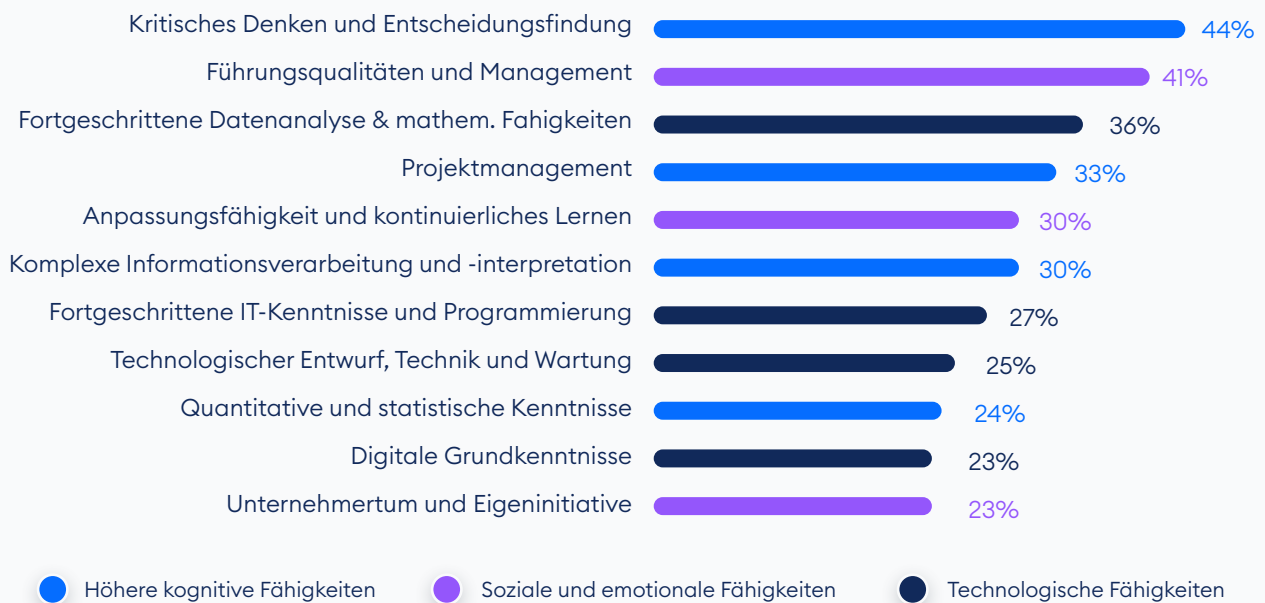 Kritisches Denken und Entscheidungsfindung 44%
Führungsqualitäten und Management 41%
Fortgeschrittene Datenanalyse & mathem. Fahigkeiten 36%
Projektmanagement 33%
Anpassungsfähigkeit und kontinuierliches Lernen 30%
Komplexe Informationsverarbeitung und -interpretation 30%
Fortgeschrittene IT-Kenntnisse und Programmierung 27%
Technologischer Entwurf, Technik und Wartung 25%
Quantitative und statistische Kenntnisse 24%
Digitale Grundkenntnisse 23%
Unternehmertum und Eigeninitiative 23%
Höhere kognitive Fähigkeiten Soziale und emotionale Fähigkeiten Technologische Fähigkeiten